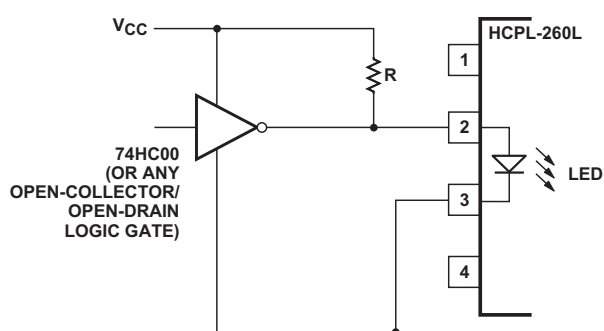 VCC
HCPL-260L
1
R
2
74HC00
(OR ANY
OPEN-COLLECTOR/
OPEN-DRAIN
LOGIC GATE)
LED
3
4